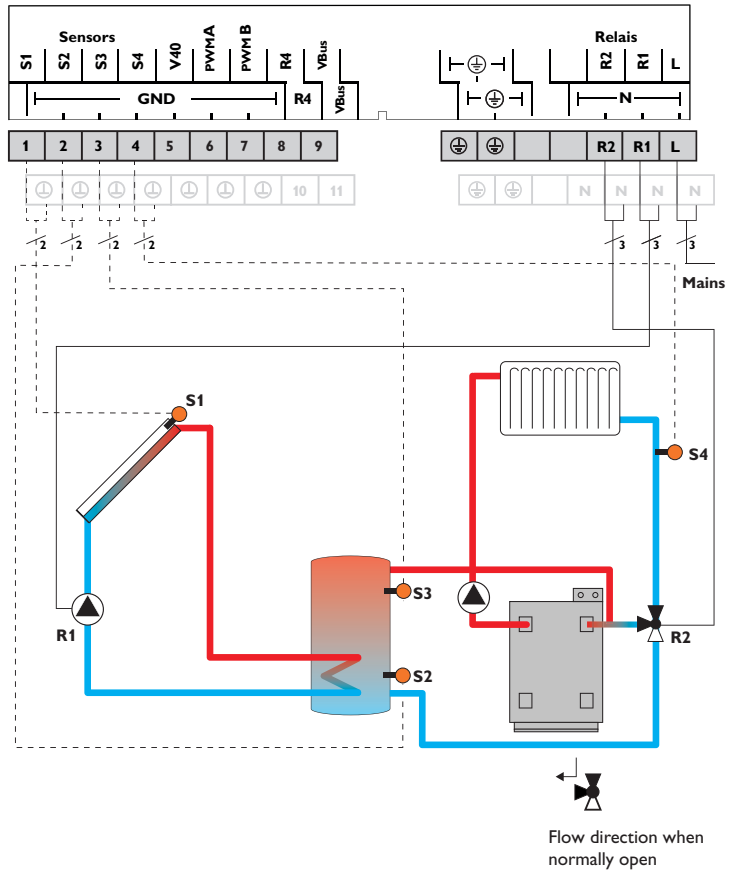 Sensors
Relais
S1 S2 S3 S4 V40 PWMA PWM B R4 VBus
R2 R1 L
GND R4 VBus
N
1 2 3 4 5 6 7 8 9
R2 R1 L
10 11
N N N N
2 2 2 2
3 3 3
Mains
S1
S4
S3
R1
R2
S2
Flow direction when
normally open